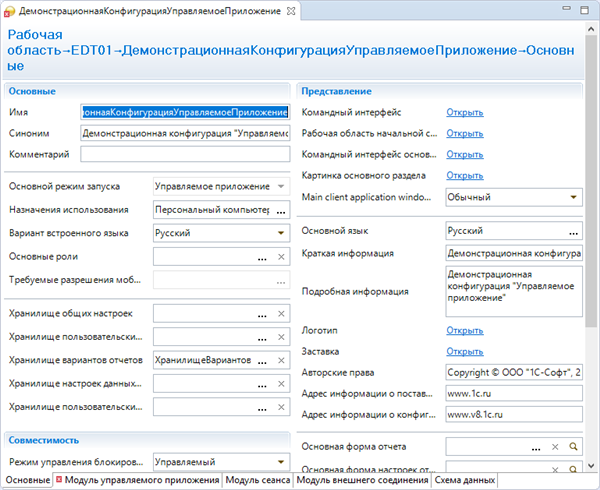 ДемонстрационнаяКонфигурацияУправляемоеПриложение
Рабочая
область→EDT01→ДемонстрационнаяКонфигурацияУправляемоеПриложение→Основн
ые
Основные
Имя
ионнаяКонфигурацияУправляемоеПриложение
Синоним
Демонстрационная конфигурация "Управляемо
Комментарий
Основной режим запуска
Управляемое приложение
Назначения использования
Персональный компьютер ...
Вариант встроенного языка
Русский
Основные роли
...
Требуемые разрешения моб...
...
Хранилище общих настроек
...
Хранилище пользовательски...
...
Хранилище вариантов отчетов
ХранилищеВариантов ...
Хранилище настроек данных...
...
Хранилище пользовательски...
...
Совместимость
Режим управления блокиров...
Управляемый
Представление
Командный интерфейс
Открыть
Рабочая область начальной с...
Открыть
Командный интерфейс основ...
Открыть
Картинка основного раздела
Открыть
Main client application windo...
Обычный
Основной язык
Русский ...
Краткая информация
Демонстрационная конфигура
Подробная информация
Демонстрационная
конфигурация "Управляемое
приложение"
Логотип
Открыть
Заставка
Открыть
Авторские права
Copyright © ООО "1С-Софт", 2
Адрес информации о постав...
www.1c.ru
Адрес информации о конфиг...
www.v8.1c.ru
Основная форма отчета
...
Основная форма настроек от...
Основные
Модуль управляемого приложения
Модуль сеанса
Модуль внешнего соединения
Схема данных